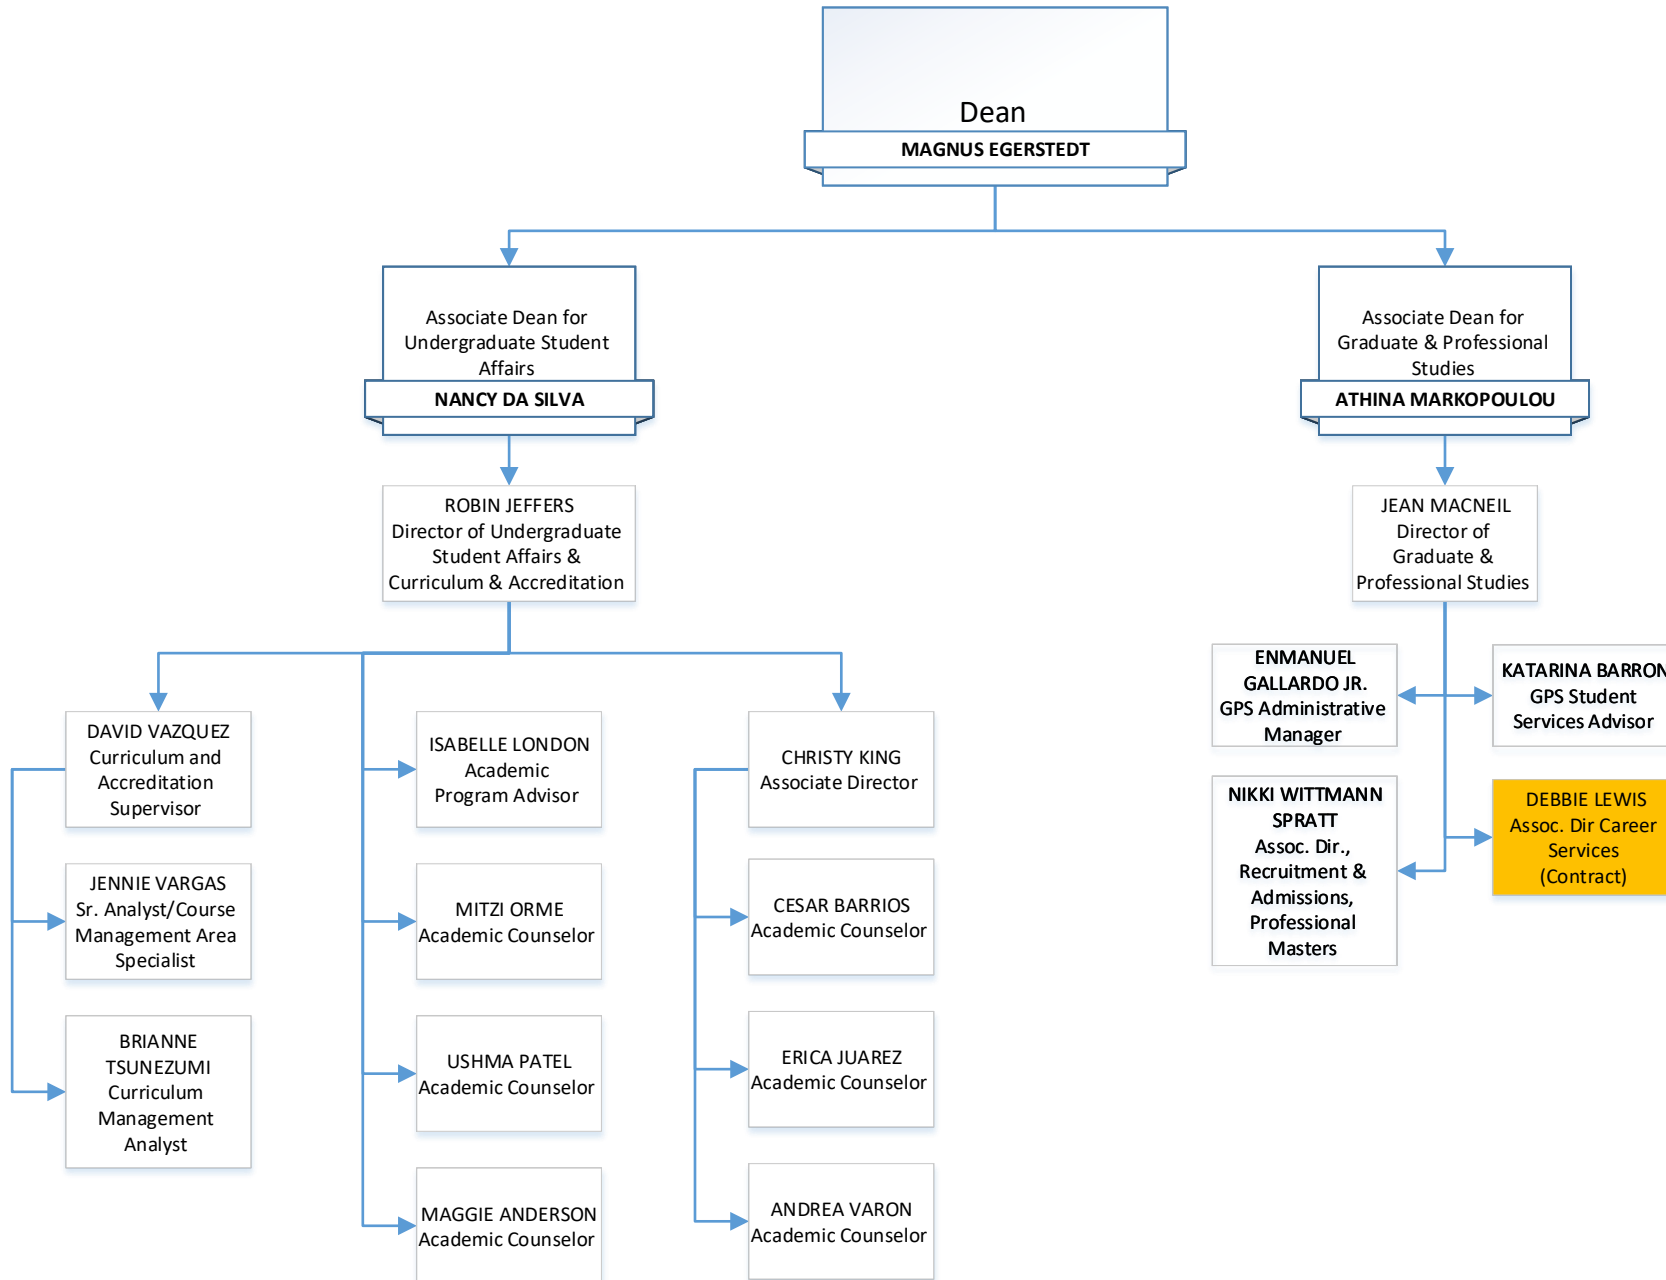 Dean
MAGNUS EGERSTEDT
Associate Dean for
Undergraduate Student
Affairs
NANCY DA SILVA
Associate Dean for
Graduate & Professional
Studies
ATHINA MARKOPOULOU
ROBIN JEFFERS
Director of Undergraduate
Student Affairs &
Curriculum & Accreditation
JEAN MACNEIL
Director of
Graduate &
Professional Studies
DAVID VAZQUEZ
Curriculum and
Accreditation
Supervisor
JENNIE VARGAS
Sr. Analyst/Course
Management Area
Specialist
BRIANNE
TSUNEZUMI
Curriculum
Management
Analyst
ISABELLE LONDON
Academic
Program Advisor
MITZI ORME
Academic Counselor
USHMA PATEL
Academic Counselor
MAGGIE ANDERSON
Academic Counselor
CHRISTY KING
Associate Director
CESAR BARRIOS
Academic Counselor
ERICA JUAREZ
Academic Counselor
ANDREA VARON
Academic Counselor
ENMANUEL
GALLARDO JR.
GPS Administrative
Manager
KATARINA BARRON
GPS Student
Services Advisor
NIKKI WITTMANN
SPRATT
Assoc. Dir.,
Recruitment &
Admissions,
Professional
Masters
DEBBIE LEWIS
Assoc. Dir Career
Services
(Contract)